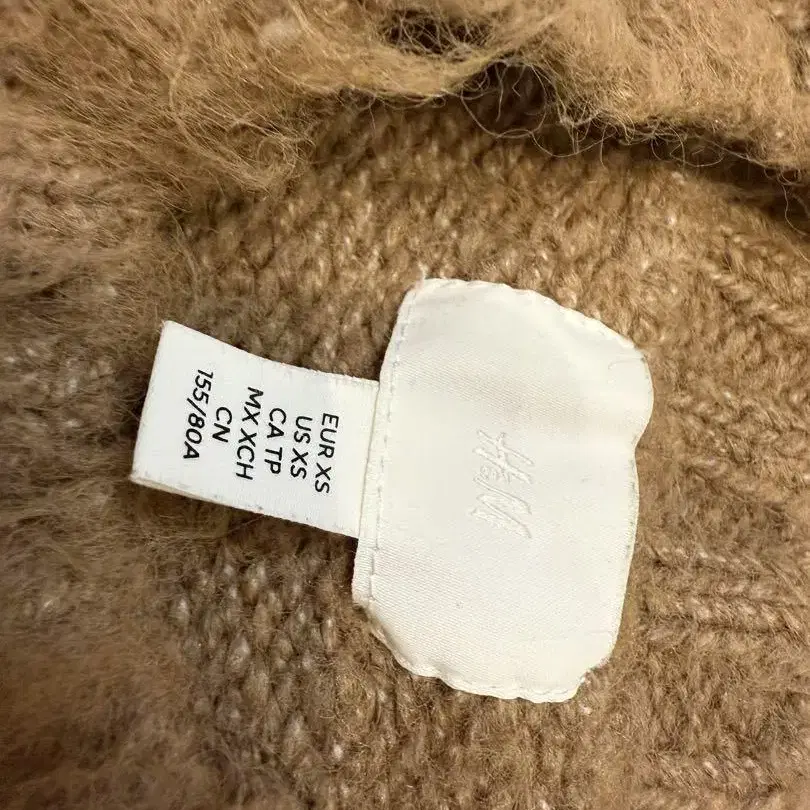 H&M
EUR XS
US XS
CA TP
MX XCH
CN
155/80A